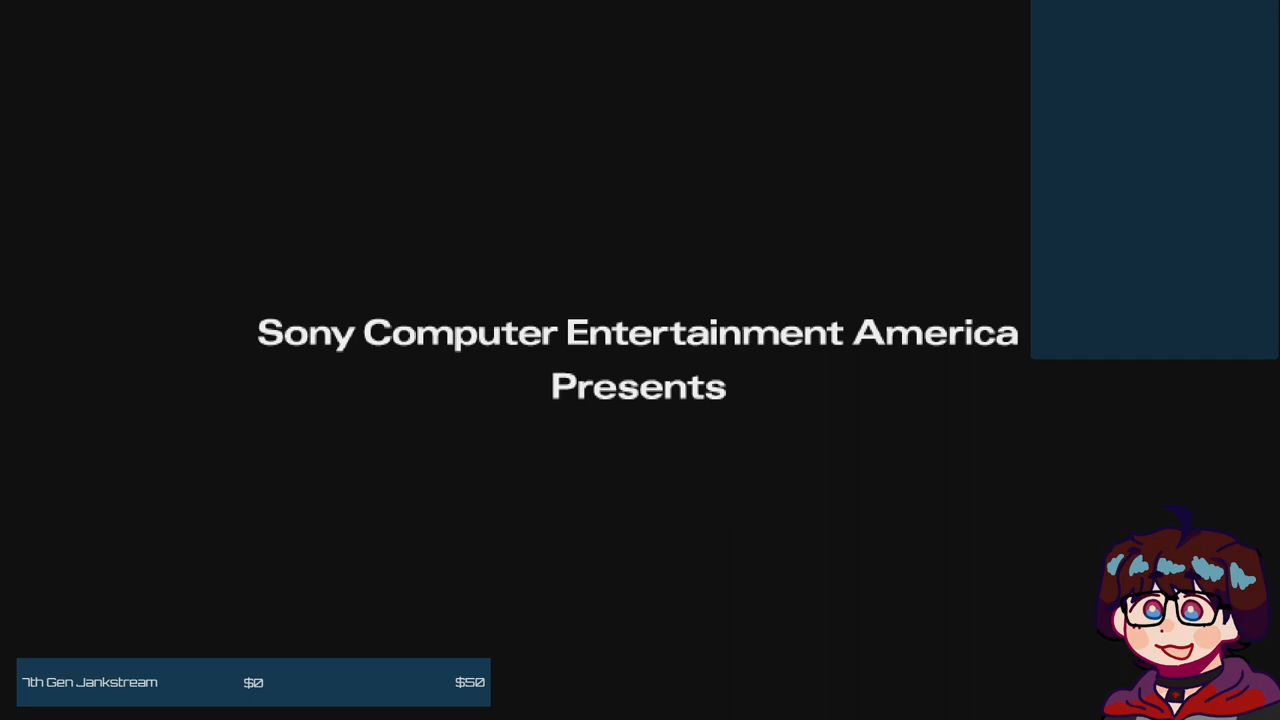 Sony Computer Entertainment America
Presents
7th Gen Jankstream $0 $50